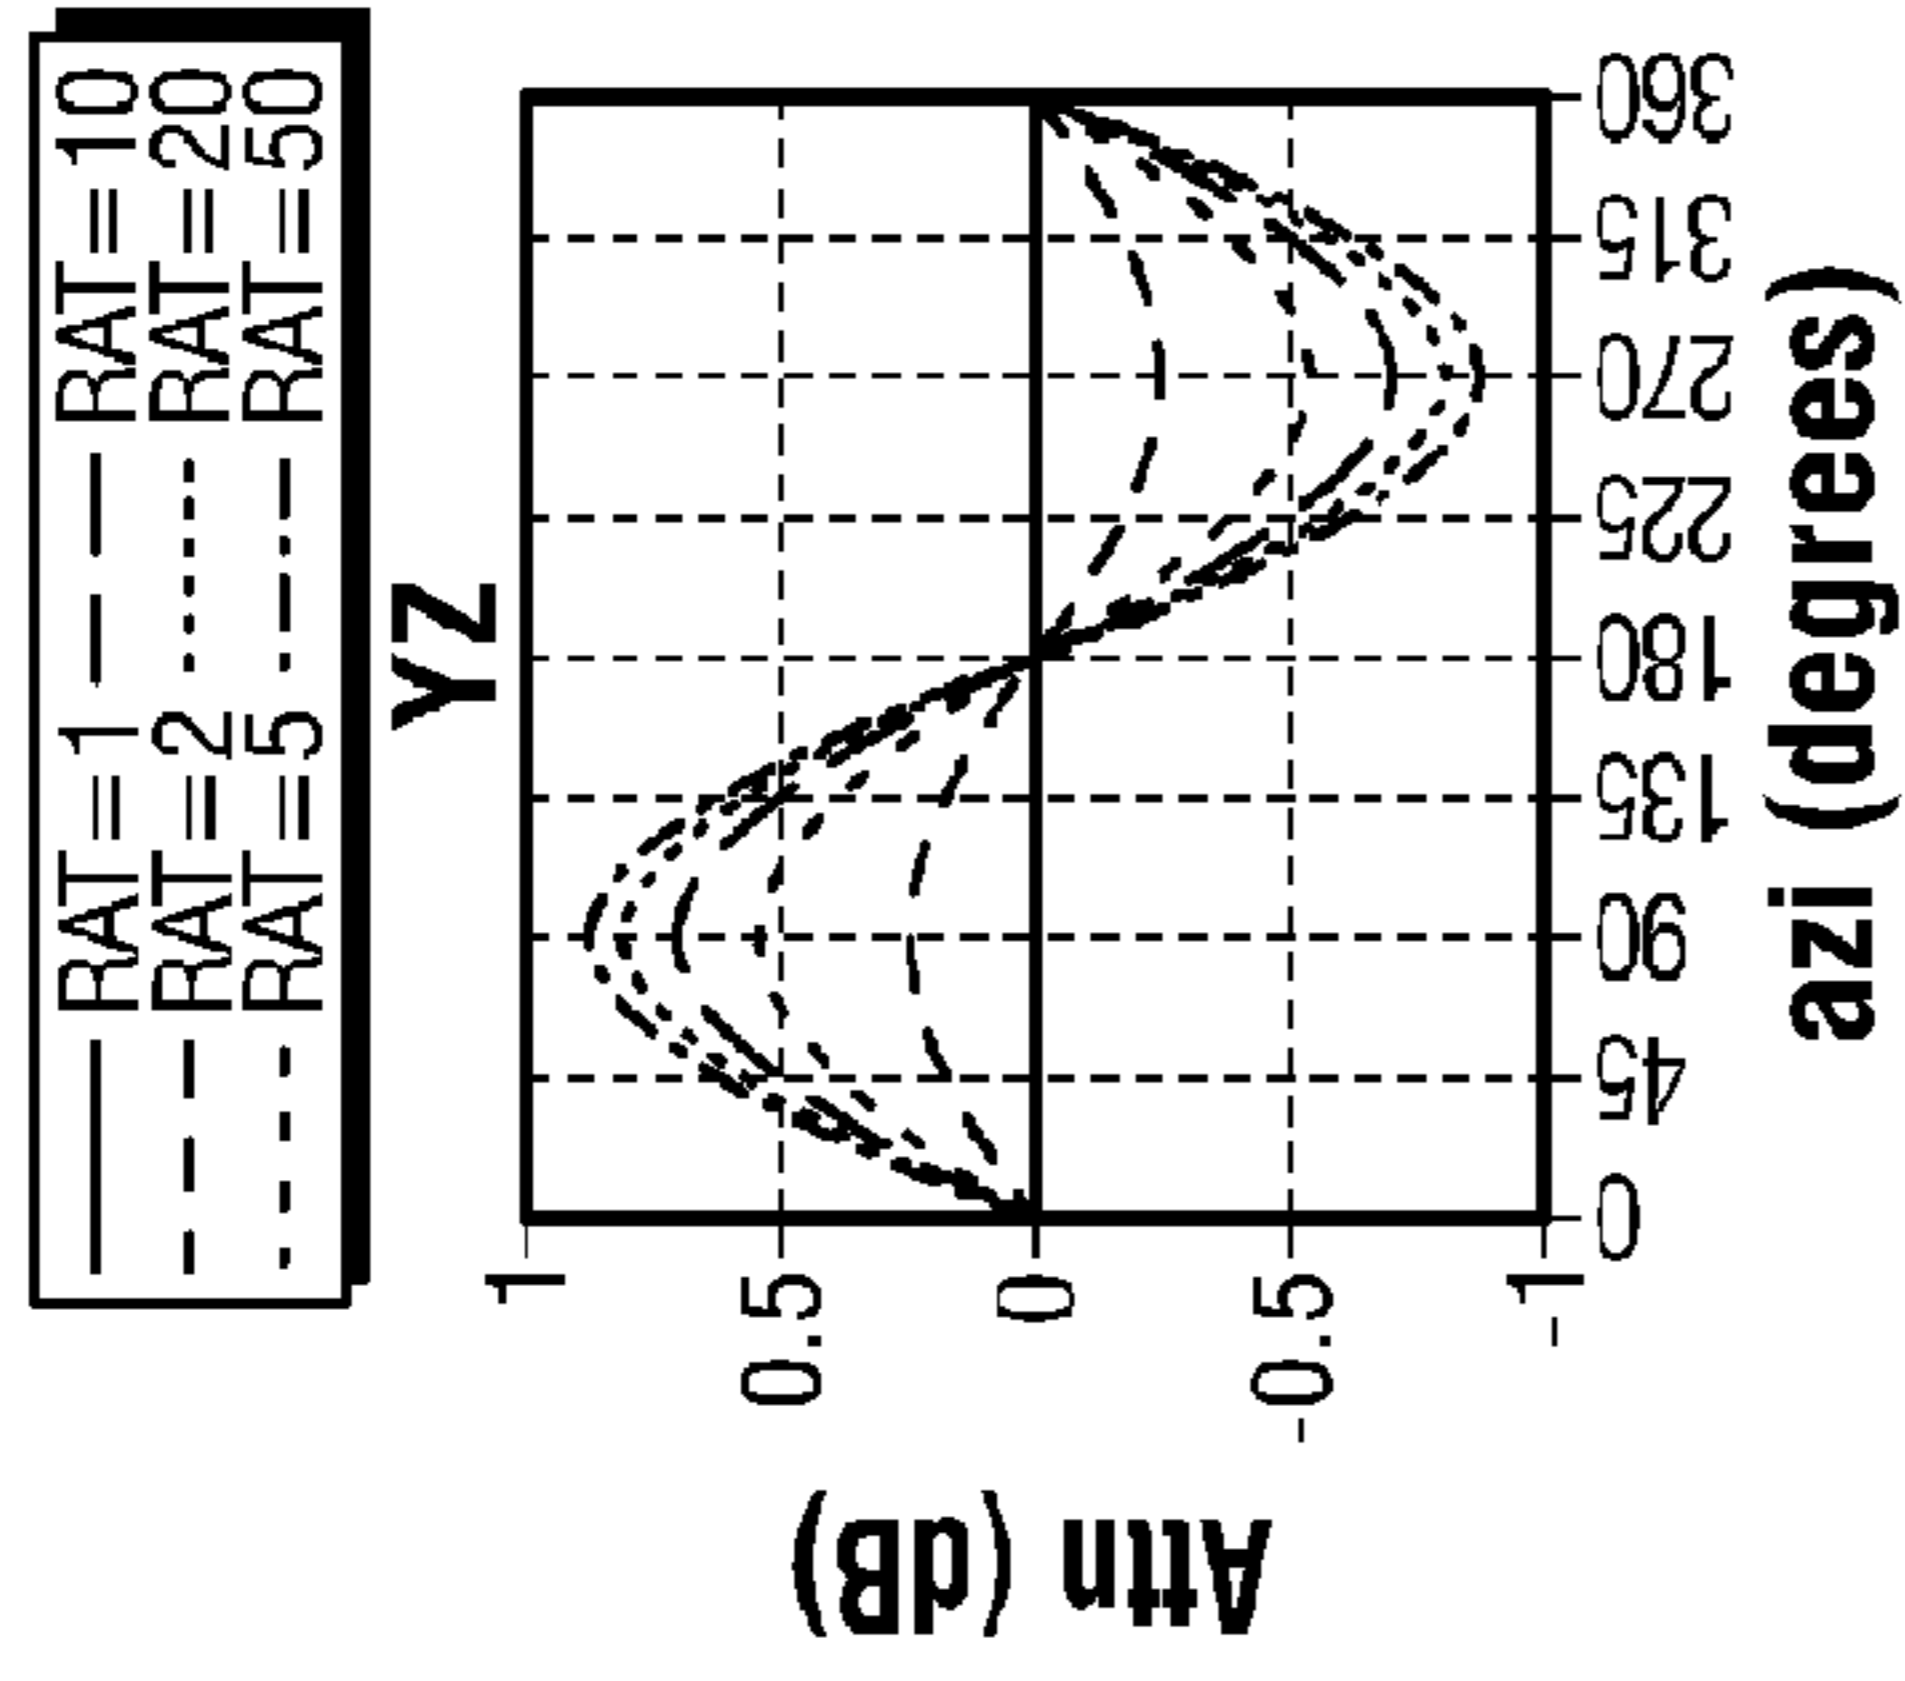 RAT=1 RAT=10
RAT=2 RAT=20
RAT=5 RAT=50
YZ
1
0.5
0
-0.5
-1
Attn (dB)
0 45 90 135 180 225 270 315 360
azi (degrees)